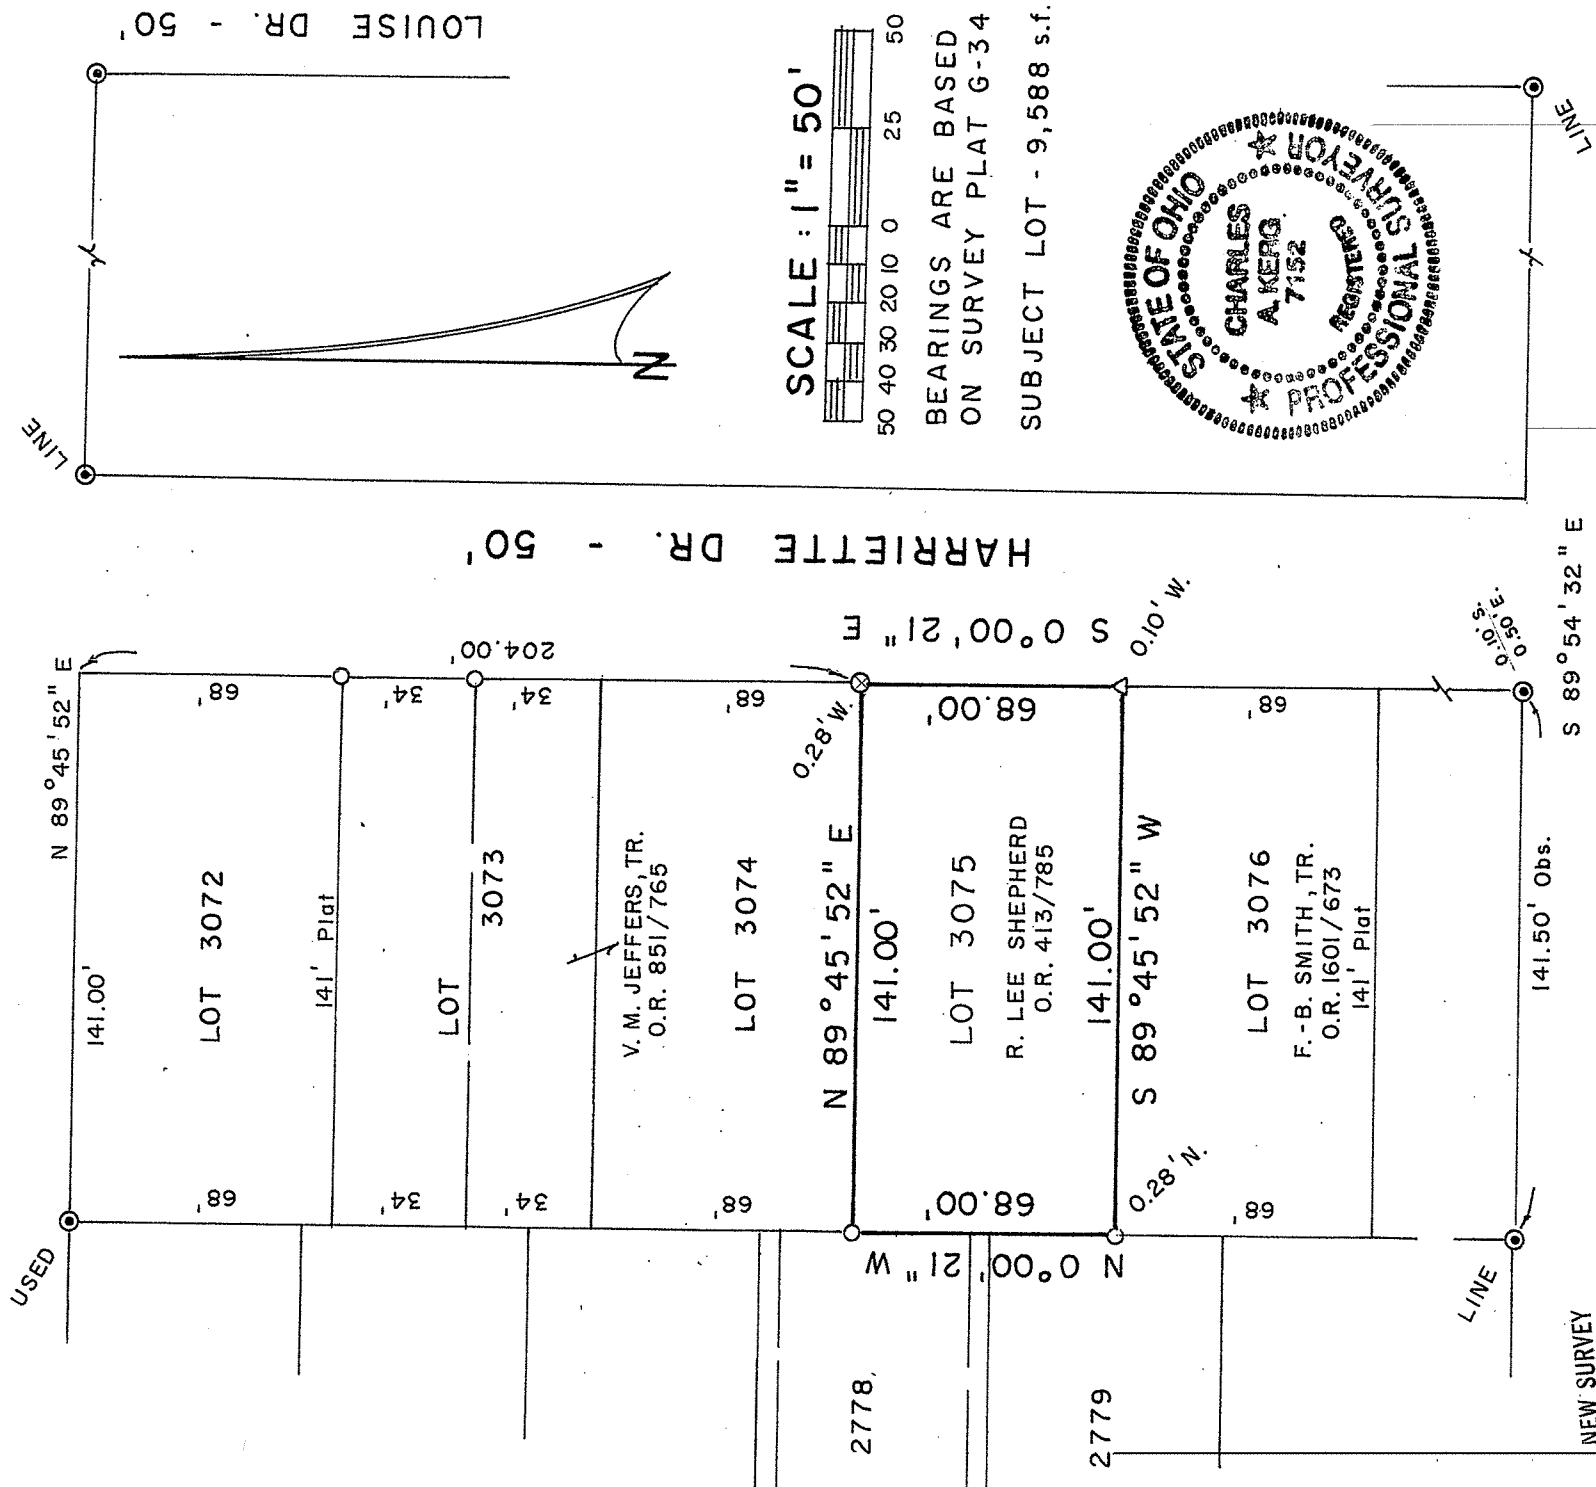 LOUISE DR. - 50'
LINE
SCALE : 1" = 50'
50 40 30 20 10 0 25 50
BEARINGS ARE BASED
ON SURVEY PLAT G-34
SUBJECT LOT - 9,588 s.f.
STATE OF OHIO
CHARLES
A. KERG
7152
REGISTERED
PROFESSIONAL SURVEYOR
LINE
N
HARRIETTE DR. - 50'
N 89°45'52" E
141.00'
LOT 3072
68'
68'
141' Plat
34'
34'
LOT 3073
34'
34'
204.00'
V. M. JEFFERS, TR.
O.R. 851/765
LOT 3074
68'
68'
0.28' W.
N 89°45'52" E
141.00'
S 0°00'21" E
68.00'
LOT 3075
R. LEE SHEPHERD
O.R. 413/785
68.00'
N 0°00'21" W
141.00'
S 89°45'52" W
0.10' W.
0.28' N.
LOT 3076
F.-B. SMITH, TR.
O.R. 1601/673
141' Plat
68'
68'
0.10' S.
0.50' E.
141.50' Obs.
S 89°54'32" E
USED
LINE
2778
2779
NEW SURVEY